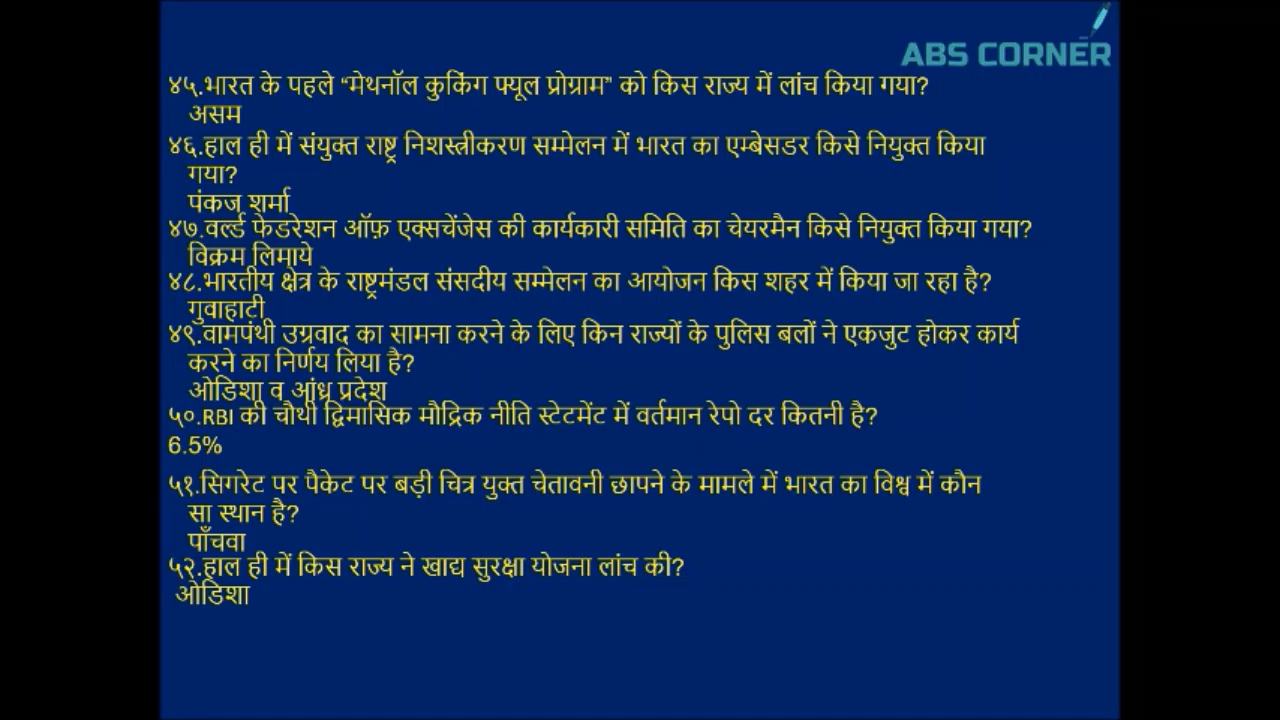 ABS CORNER
४५.भारत के पहले “मेथनॉल कुकिंग फ्यूल प्रोग्राम” को किस राज्य में लांच किया गया?
असम
४६.हाल ही में संयुक्त राष्ट्र निशस्त्रीकरण सम्मेलन में भारत का एम्बेसडर किसे नियुक्त किया
गया?
पंकज शर्मा
४७.वर्ल्ड फेडरेशन ऑफ़ एक्सचेंजेस की कार्यकारी समिति का चेयरमैन किसे नियुक्त किया गया?
विक्रम लिमाये
४८.भारतीय क्षेत्र के राष्ट्रमंडल संसदीय सम्मेलन का आयोजन किस शहर में किया जा रहा है?
गुवाहाटी
४९.वामपंथी उग्रवाद का सामना करने के लिए किन राज्यों के पुलिस बलों ने एकजुट होकर कार्य
करने का निर्णय लिया है?
ओडिशा व आंध्र प्रदेश
५०.RBI की चौथी द्विमासिक मौद्रिक नीति स्टेटमेंट में वर्तमान रेपो दर कितनी है?
6.5%
५१.सिगरेट पर पैकेट पर बड़ी चित्र युक्त चेतावनी छापने के मामले में भारत का विश्व में कौन
सा स्थान है?
पाँचवा
५२.हाल ही में किस राज्य ने खाद्य सुरक्षा योजना लांच की?
ओडिशा